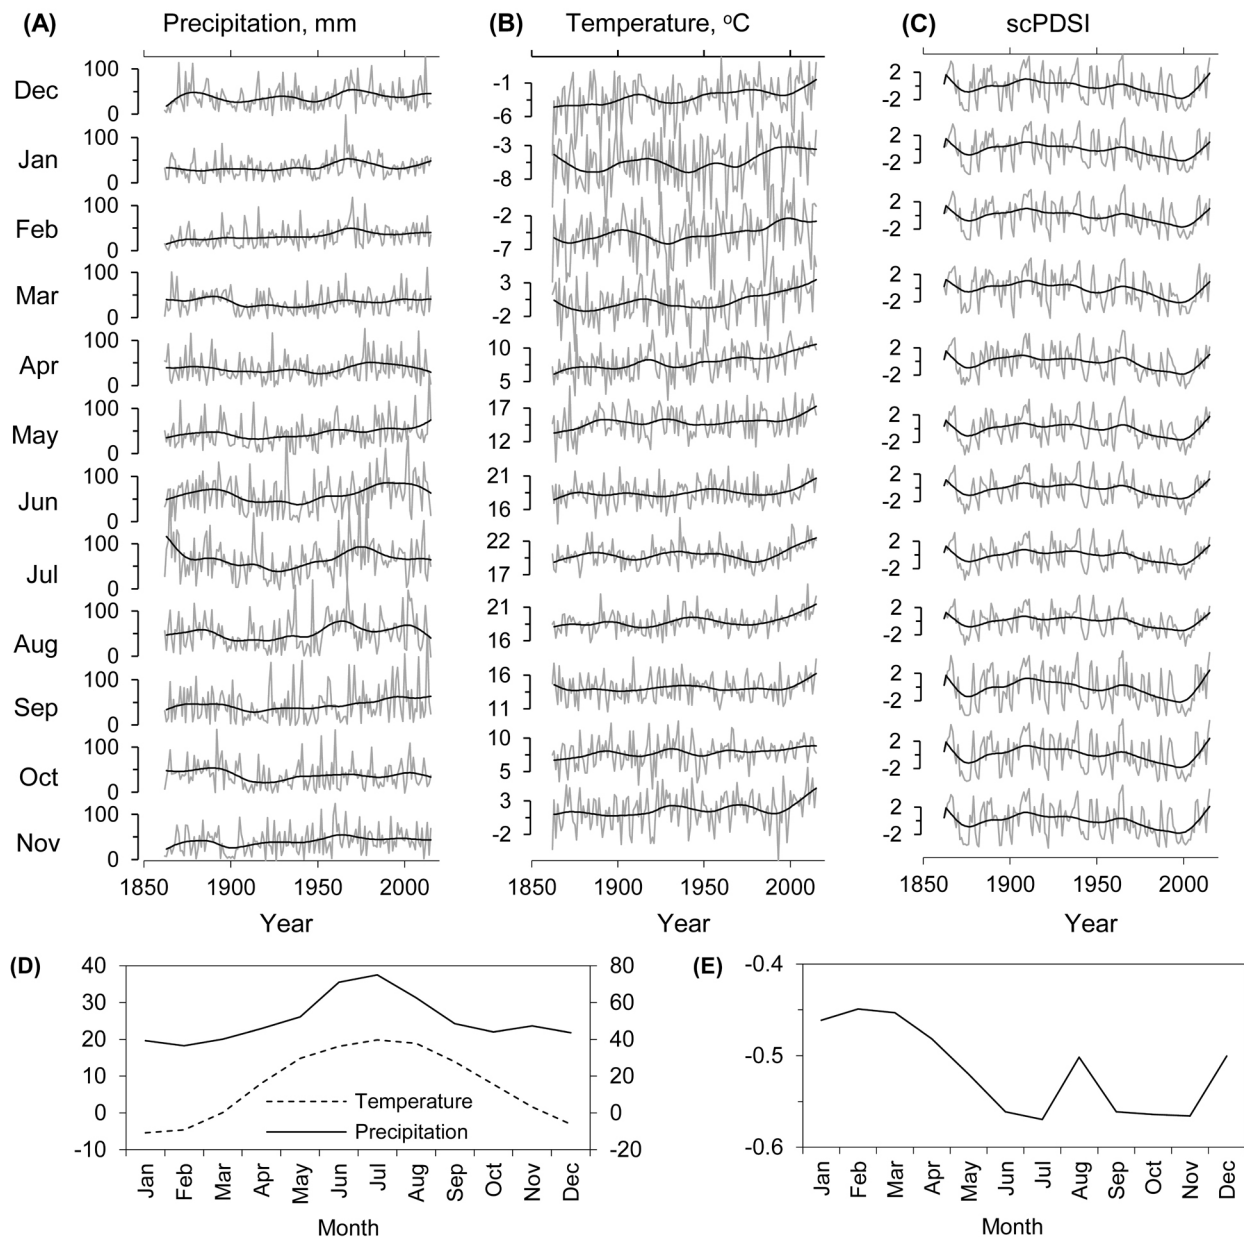 (A) Precipitation, mm (B) Temperature, ºC (C) scPDSI
Dec 100 0 -1 -6 2 -2
Jan 100 0 -3 -8 2 -2
Feb 100 0 -2 -7 2 -2
Mar 100 0 3 -2 2 -2
Apr 100 0 10 5 2 -2
May 100 0 17 12 2 -2
Jun 100 0 21 16 2 -2
Jul 100 0 22 17 2 -2
Aug 100 0 21 16 2 -2
Sep 100 0 16 11 2 -2
Oct 100 0 10 5 2 -2
Nov 100 0 3 -2 2 -2
1850 1900 1950 2000 1850 1900 1950 2000 1850 1900 1950 2000
Year Year Year
(D)
40 80
30 60
20 40
10 20
0 0
-10 -20
Temperature
Precipitation
Jan Feb Mar Apr May Jun Jul Aug Sep Oct Nov Dec
Month
(E)
-0.4
-0.5
-0.6
Jan Feb Mar Apr May Jun Jul Aug Sep Oct Nov Dec
Month